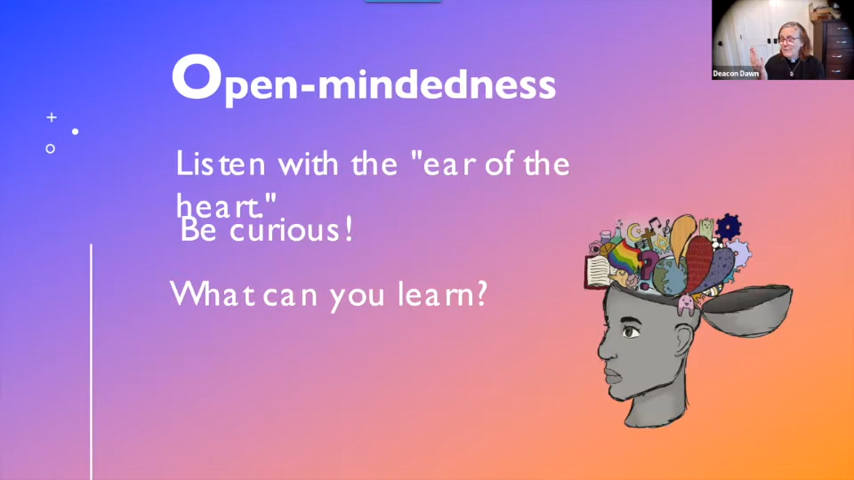 Open-mindedness
Listen with the "ear of the
heart."
Be curious!
What can you learn?
Deacon Dawn